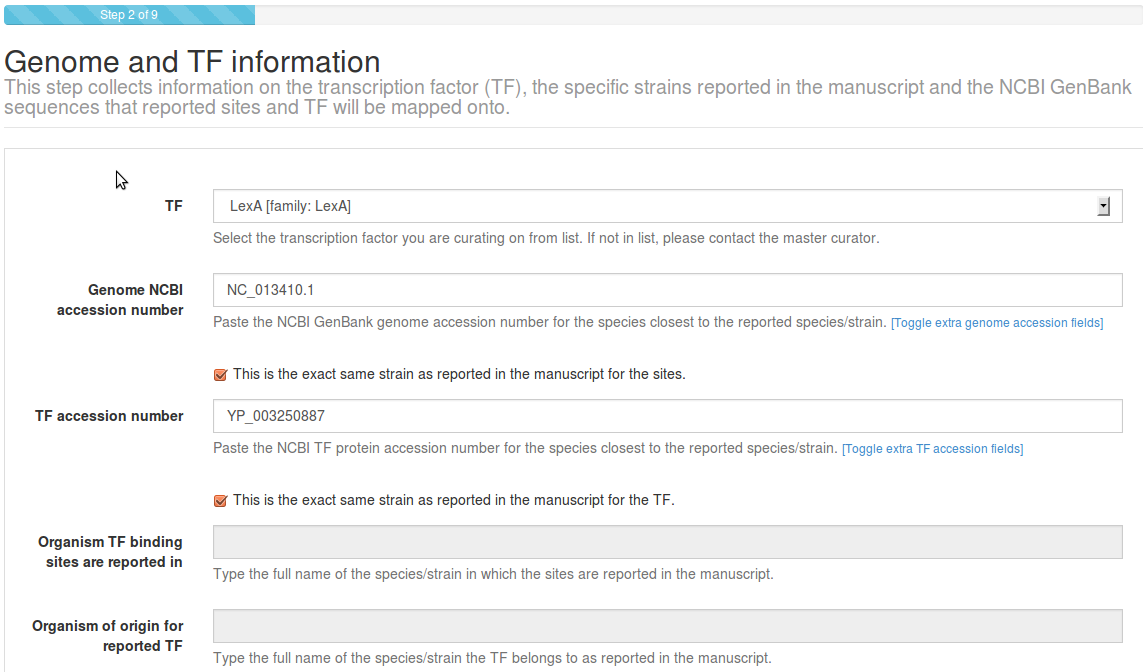 Step 2 of 9
Genome and TF information
This step collects information on the transcription factor (TF), the specific strains reported in the manuscript and the NCBI GenBank
sequences that reported sites and TF will be mapped onto.
TF
LexA [family: LexA]
Select the transcription factor you are curating on from list. If not in list, please contact the master curator.
Genome NCBI
accession number
NC_013410.1
Paste the NCBI GenBank genome accession number for the species closest to the reported species/strain. [Toggle extra genome accession fields]
This is the exact same strain as reported in the manuscript for the sites.
TF accession number
YP_003250887
Paste the NCBI TF protein accession number for the species closest to the reported species/strain. [Toggle extra TF accession fields]
This is the exact same strain as reported in the manuscript for the TF.
Organism TF binding
sites are reported in
Type the full name of the species/strain in which the sites are reported in the manuscript.
Organism of origin for
reported TF
Type the full name of the species/strain the TF belongs to as reported in the manuscript.